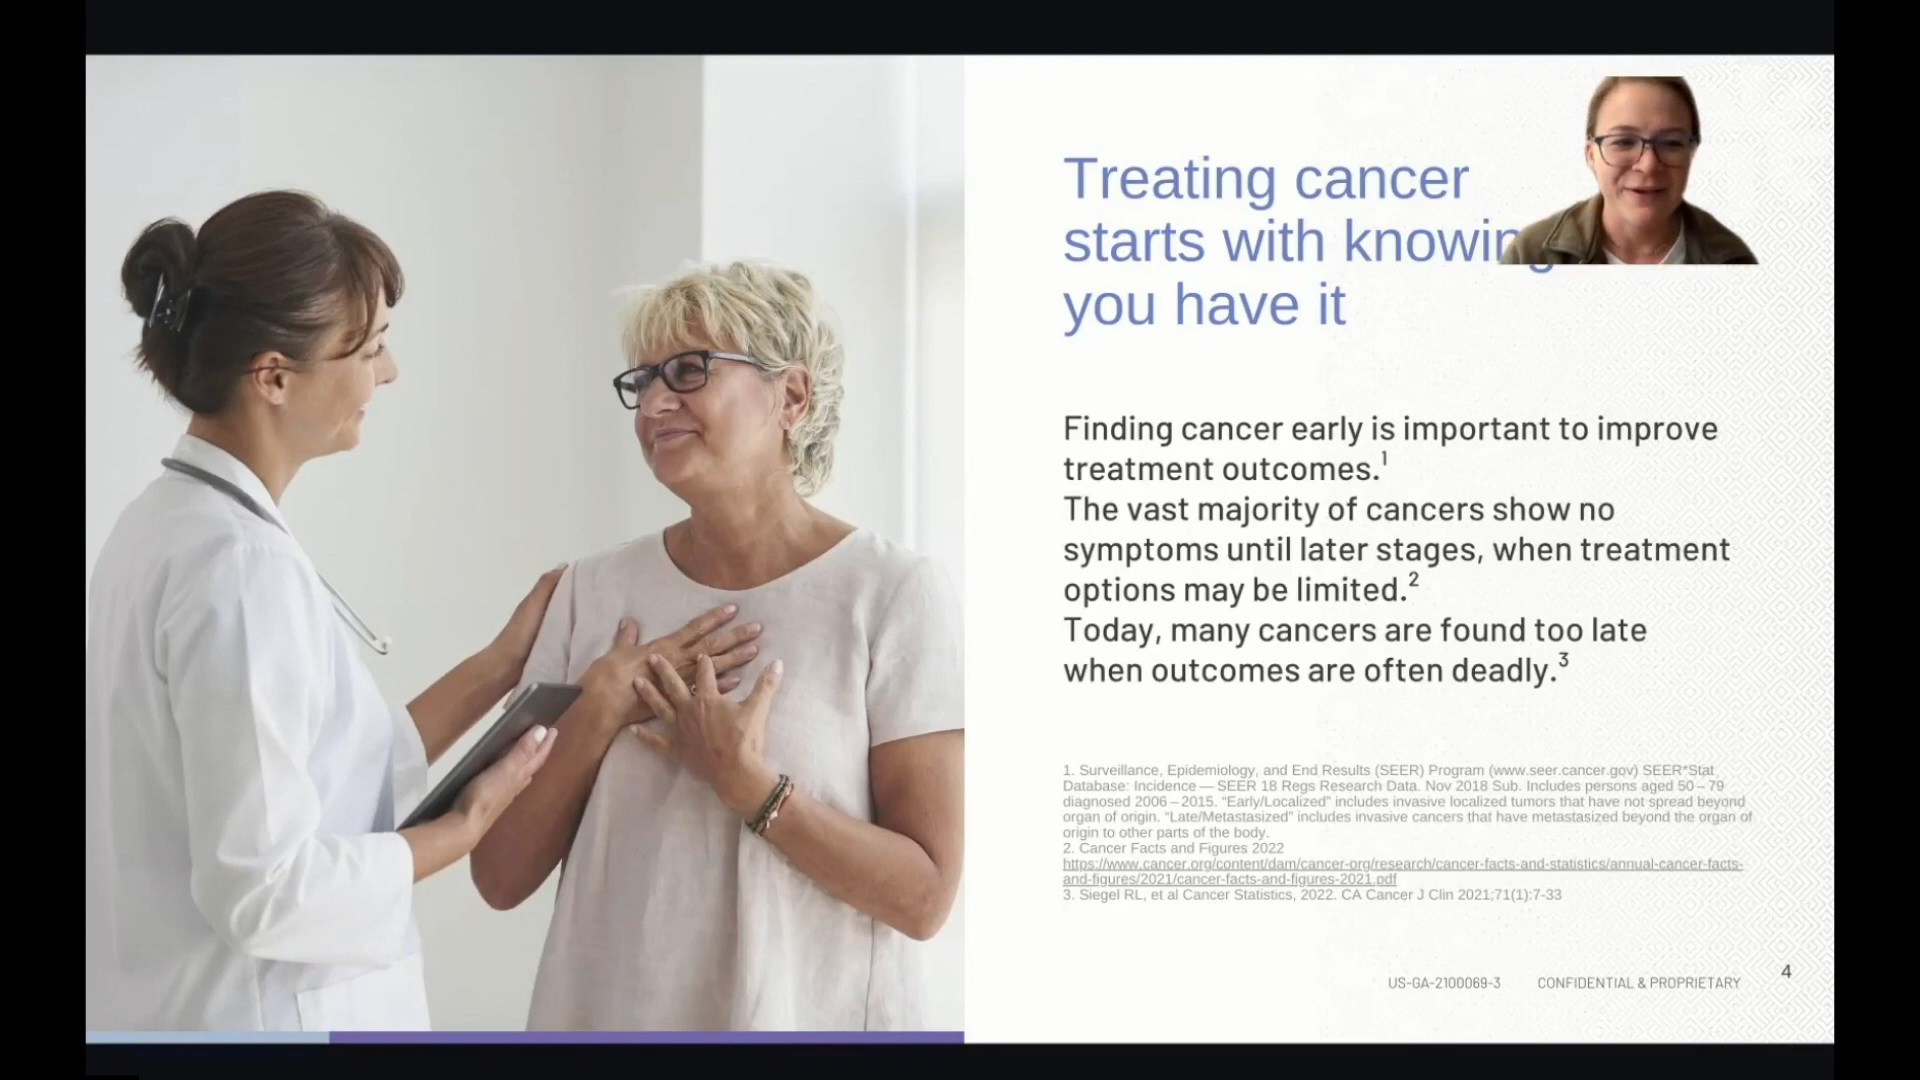 Treating cancer
starts with knowing
you have it
Finding cancer early is important to improve
treatment outcomes.¹
The vast majority of cancers show no
symptoms until later stages, when treatment
options may be limited.²
Today, many cancers are found too late
when outcomes are often deadly. ³
1. Surveillance, Epidemiology, and End Results (SEER) Program (www.seer.cancer.gov) SEER*Stat
Database: Incidence — SEER 18 Regs Research Data. Nov 2018 Sub. Includes persons aged 50 – 79
diagnosed 2006 – 2015. “Early/Localized” includes invasive localized tumors that have not spread beyond
organ of origin. “Late/Metastasized” includes invasive cancers that have metastasized beyond the organ of
origin to other parts of the body.
2. Cancer Facts and Figures 2022
https://www.cancer.org/content/dam/cancer-org/research/cancer-facts-and-statistics/annual-cancer-facts-
and-figures/2021/cancer-facts-and-figures-2021.pdf
3. Siegel RL, et al Cancer Statistics, 2022. CA Cancer J Clin 2021;71(1):7-33
4
US-GA-2100069-3 CONFIDENTIAL & PROPRIETARY